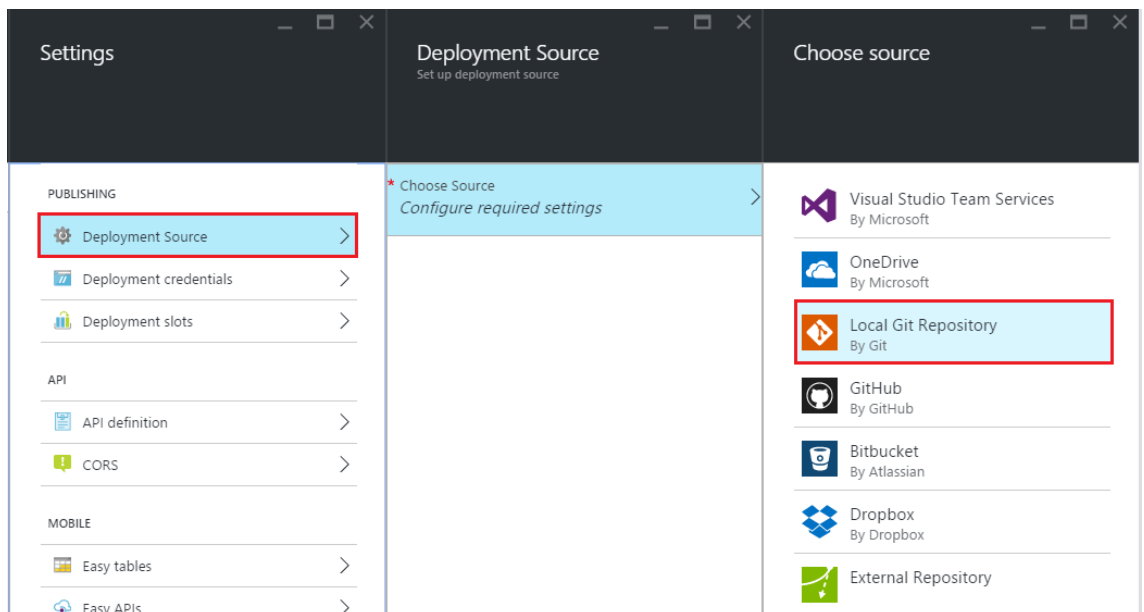 Settings
PUBLISHING
Deployment Source
Deployment credentials
Deployment slots
API
API definition
CORS
MOBILE
Easy tables
Easy APIs
Deployment Source
Set up deployment source
* Choose Source
Configure required settings
Choose source
Visual Studio Team Services
By Microsoft
OneDrive
By Microsoft
Local Git Repository
By Git
GitHub
By GitHub
Bitbucket
By Atlassian
Dropbox
By Dropbox
External Repository